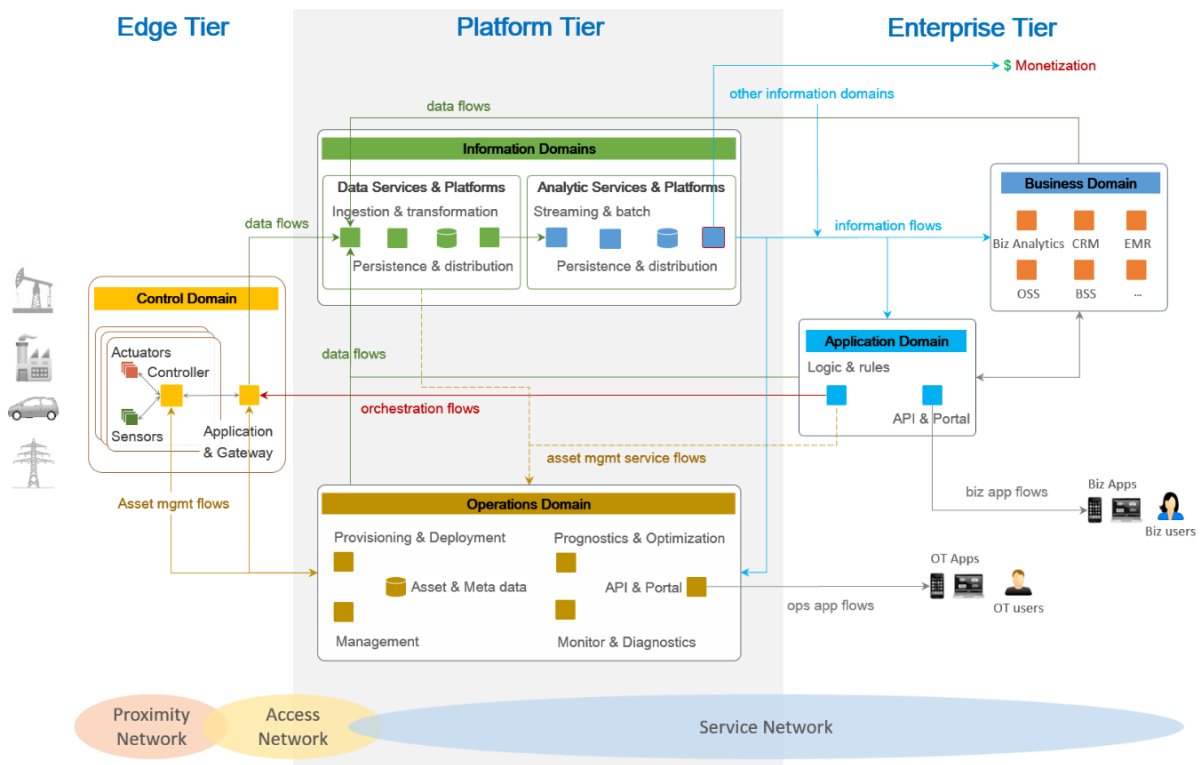 Edge Tier
Platform Tier
Enterprise Tier
$ Monetization
other information domains
data flows
Information Domains
Data Services & Platforms
Ingestion & transformation
Persistence & distribution
Analytic Services & Platforms
Streaming & batch
Persistence & distribution
Business Domain
Biz Analytics
CRM
EMR
OSS
BSS
...
information flows
data flows
Control Domain
Actuators
Controller
Sensors
Application
& Gateway
data flows
Application Domain
Logic & rules
API & Portal
orchestration flows
asset mgmt service flows
Asset mgmt flows
Operations Domain
Provisioning & Deployment
Prognostics & Optimization
Asset & Meta data
API & Portal
Management
Monitor & Diagnostics
biz app flows
Biz Apps
Biz users
OT Apps
ops app flows
OT users
Proximity
Network
Access
Network
Service Network